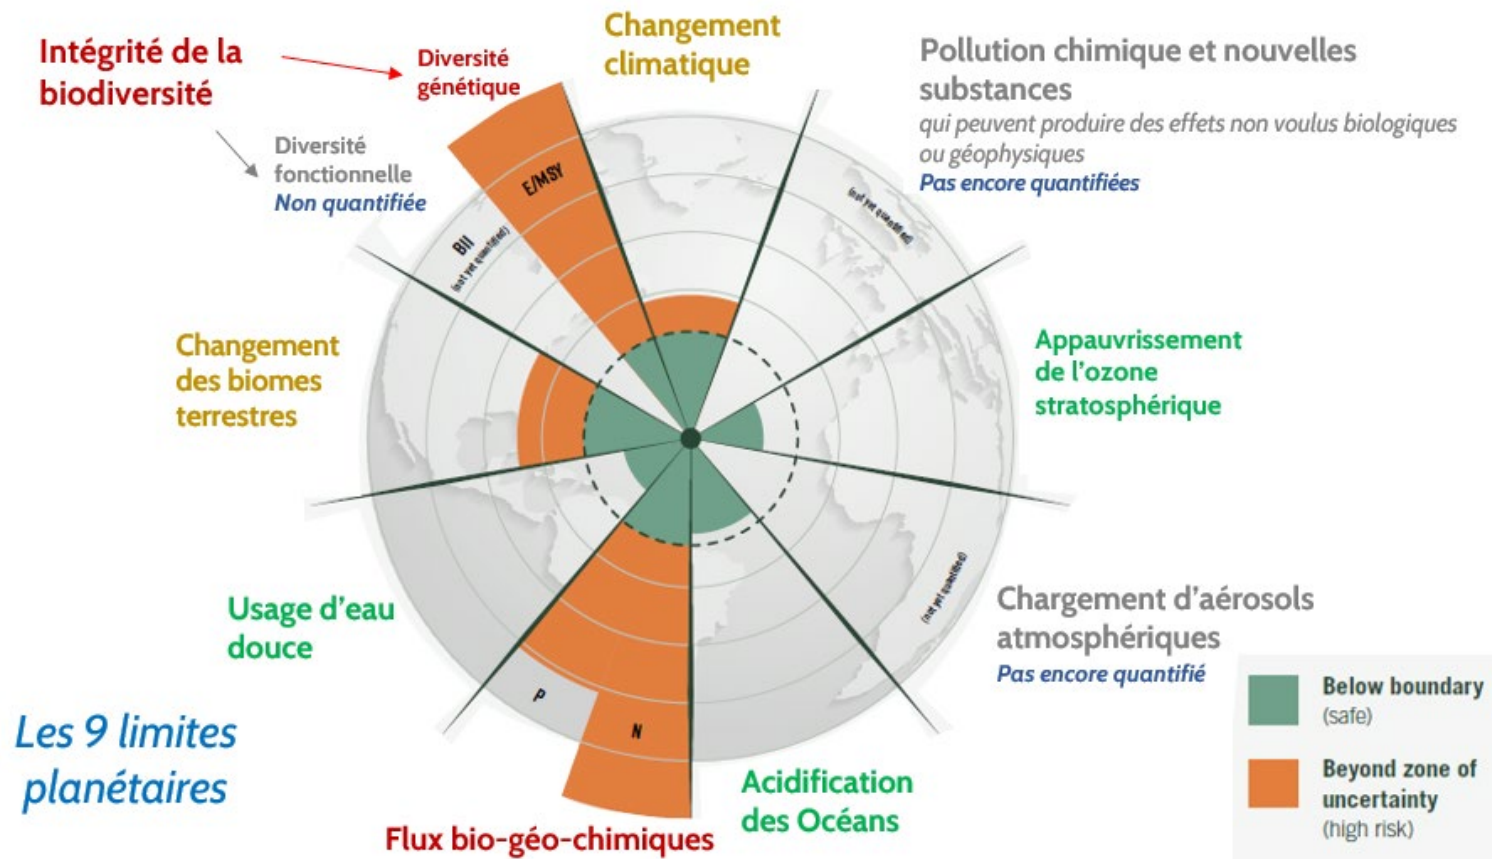 Intégrité de la
biodiversité
Diversité
génétique
Diversité
fonctionnelle
Non quantifiée
Changement
climatique
Pollution chimique et nouvelles
substances
qui peuvent produire des effets non voulus biologiques
ou géophysiques
Pas encore quantifiées
E/MSY
BII
(not yet quantified)
(not yet quantified)
Changement
des biomes
terrestres
Appauvrissement
de l’ozone
stratosphérique
Usage d’eau
douce
(not yet quantified)
Chargement d’aérosols
atmosphériques
Pas encore quantifié
P
N
Les 9 limites
planétaires
Acidification
des Océans
Flux bio-géo-chimiques
Below boundary
(safe)
Beyond zone of
uncertainty
(high risk)